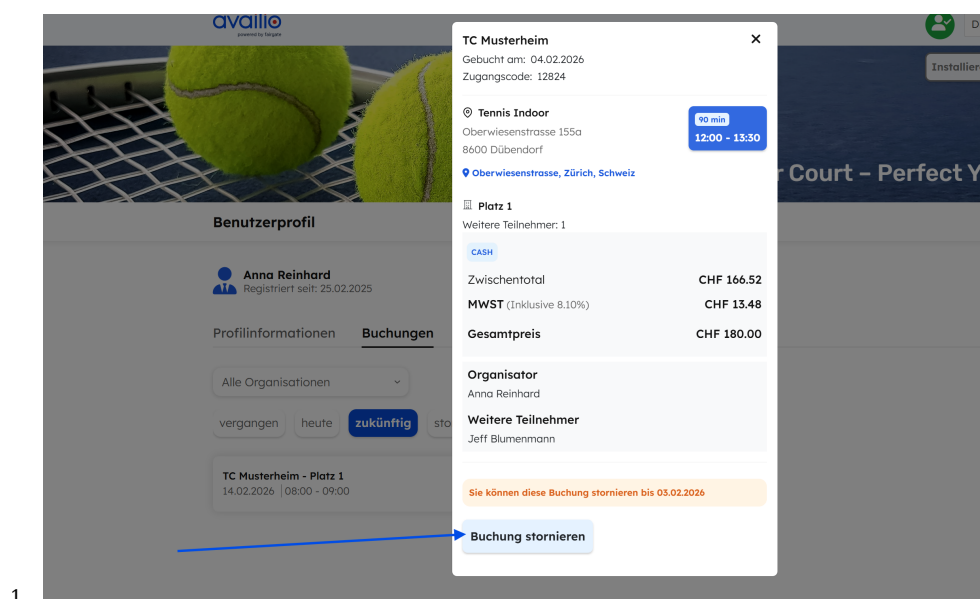 availlo
powered by fairgate
D
Installier
r Court – Perfect Y
Benutzerprofil
Anna Reinhard
Registriert seit: 25.02.2025
Profilinformationen Buchungen
Alle Organisationen
vergangen heute zukünftig sto
TC Musterheim - Platz 1
14.02.2026 | 08:00 - 09:00
TC Musterheim
Gebucht am: 04.02.2026
Zugangscode: 12824
Tennis Indoor
Oberwiesenstrasse 155a
8600 Dübendorf
90 min
12:00 - 13:30
Oberwiesenstrasse, Zürich, Schweiz
Platz 1
Weitere Teilnehmer: 1
CASH
Zwischentotal CHF 166.52
MWST (Inklusive 8.10%) CHF 13.48
Gesamtpreis CHF 180.00
Organisator
Anna Reinhard
Weitere Teilnehmer
Jeff Blumenmann
Sie können diese Buchung stornieren bis 03.02.2026
Buchung stornieren
1